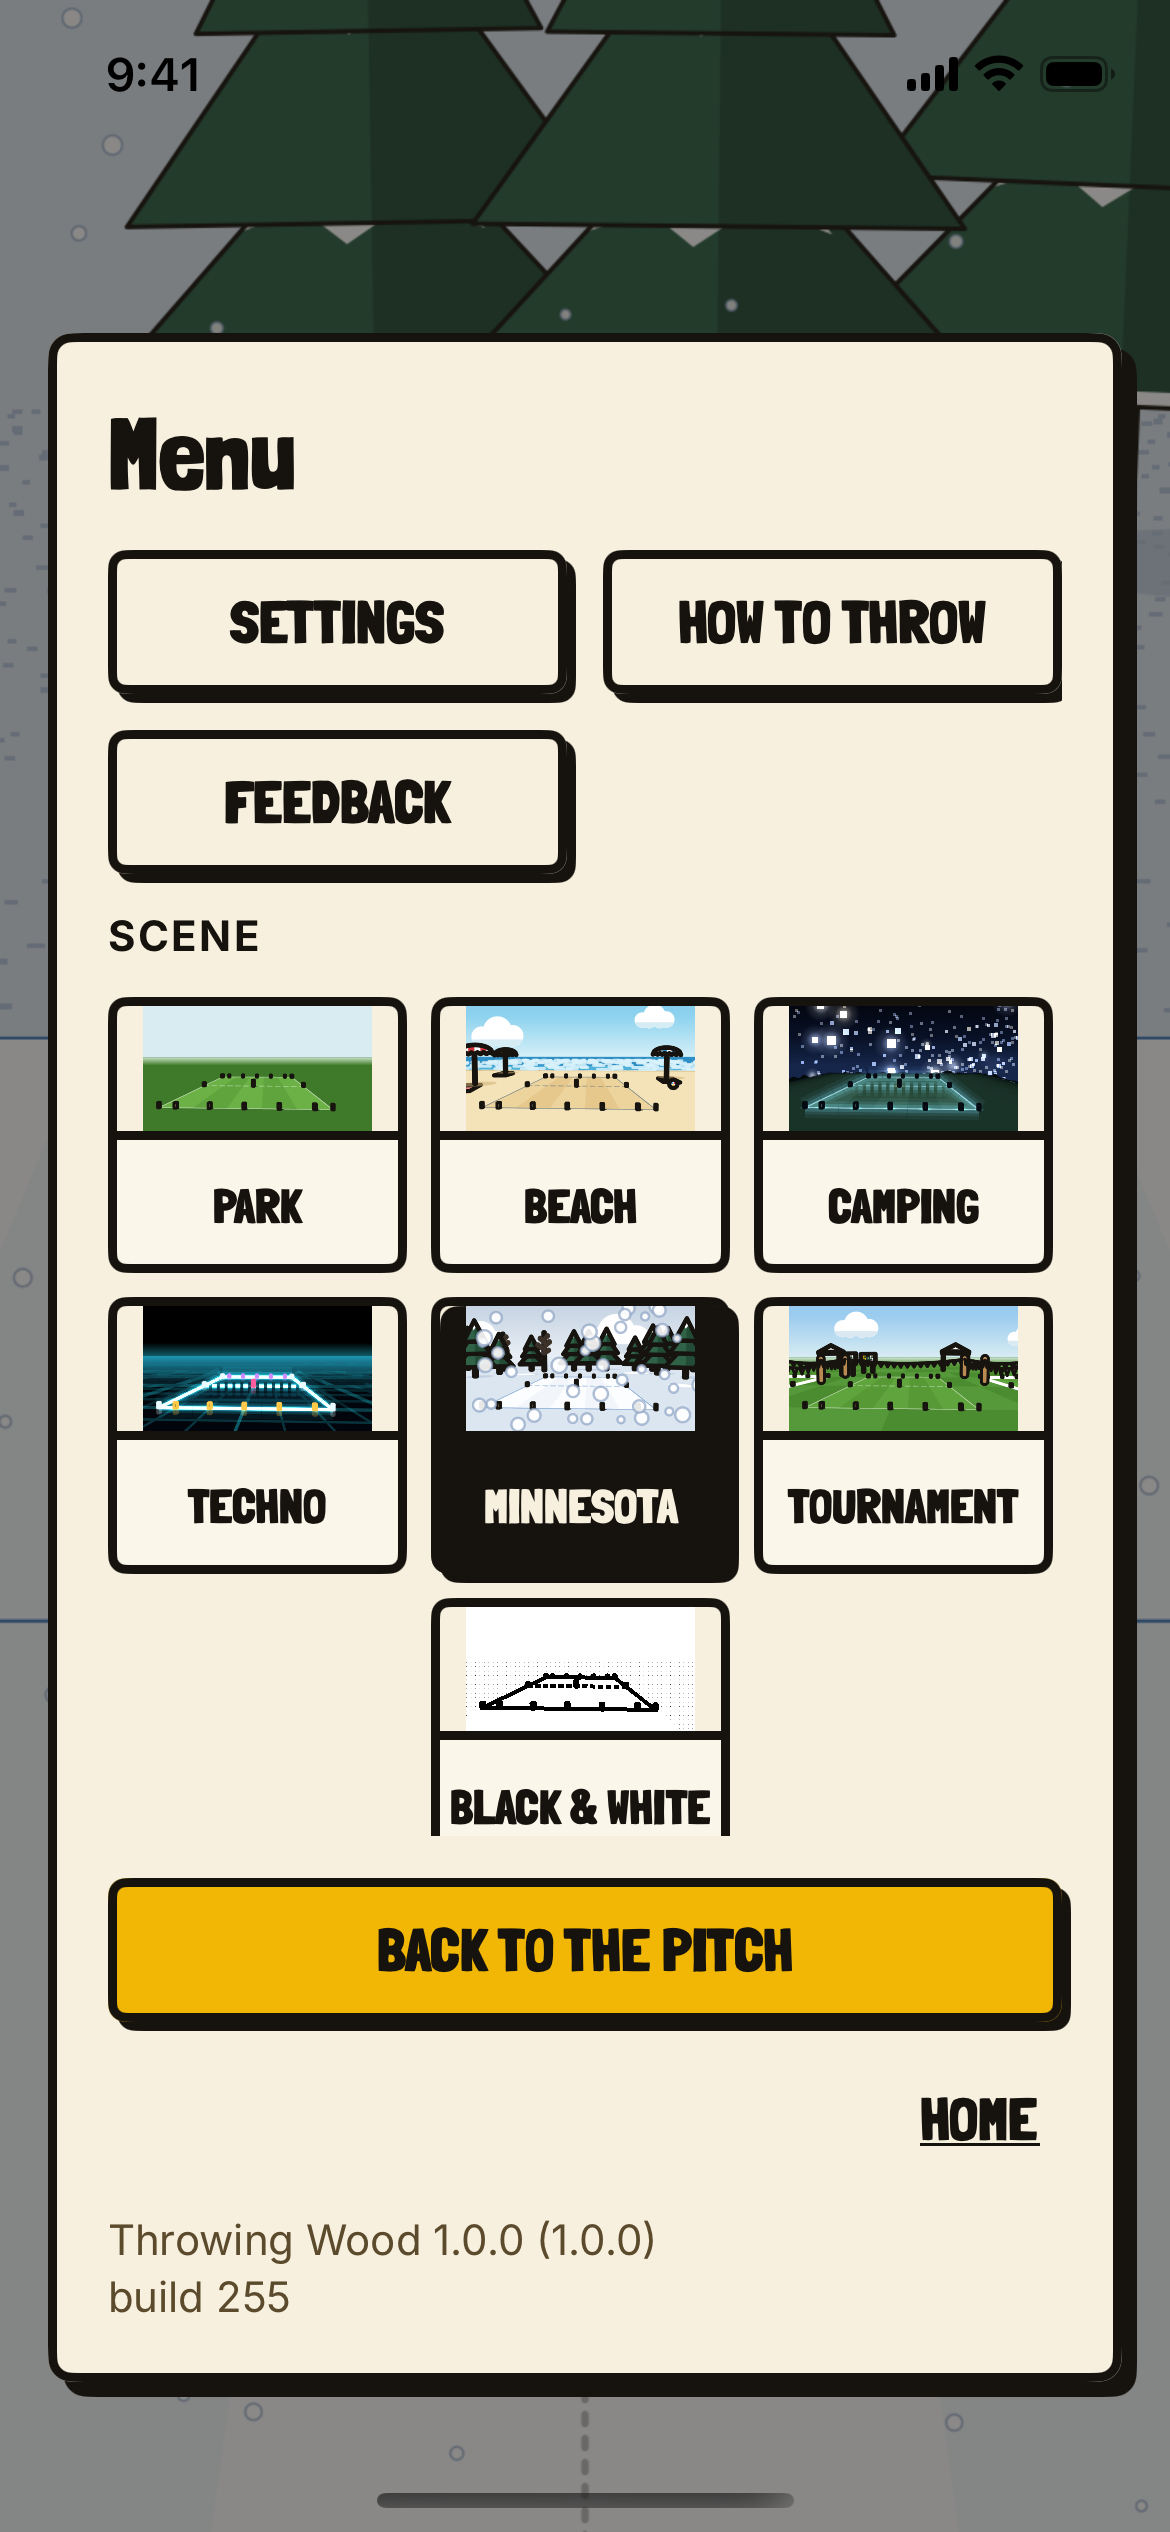 9:41
Menu
SETTINGS
HOW TO THROW
FEEDBACK
SCENE
PARK
BEACH
CAMPING
TECHNO
MINNESOTA
TOURNAMENT
BLACK & WHITE
BACK TO THE PITCH
HOME
Throwing Wood 1.0.0 (1.0.0)
build 255